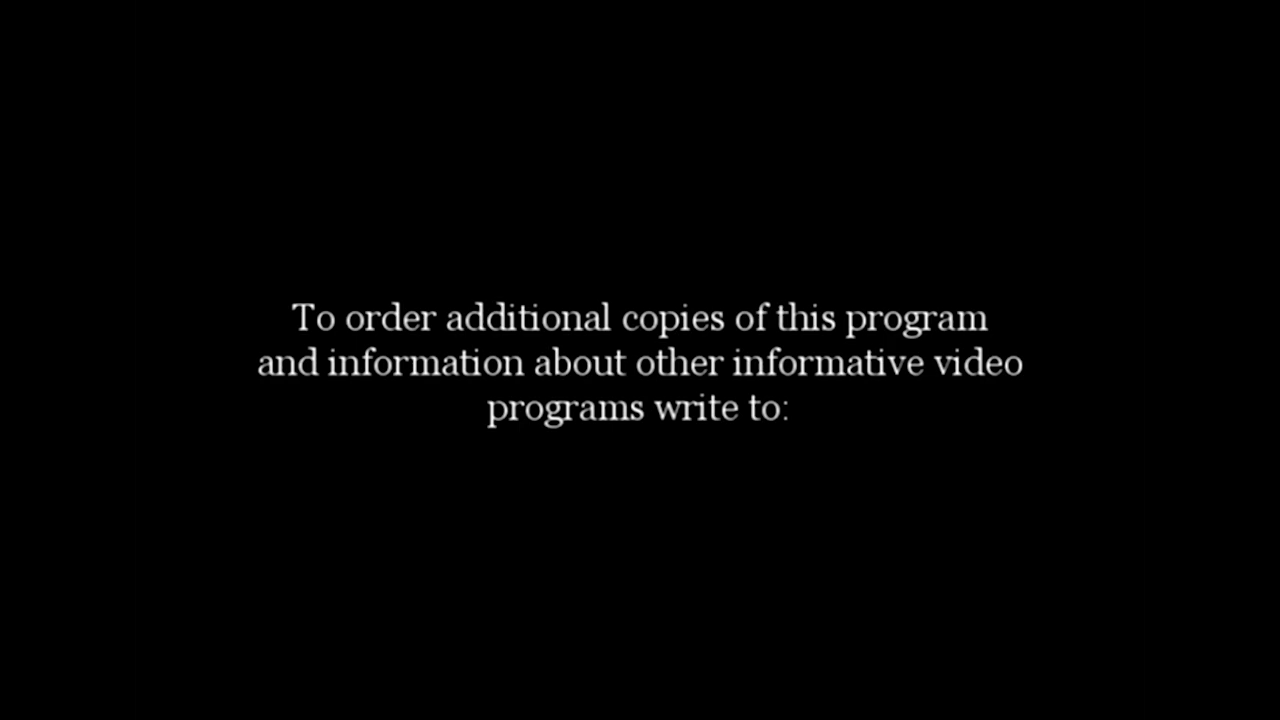 To order additional copies of this program
and information about other informative video
programs write to: